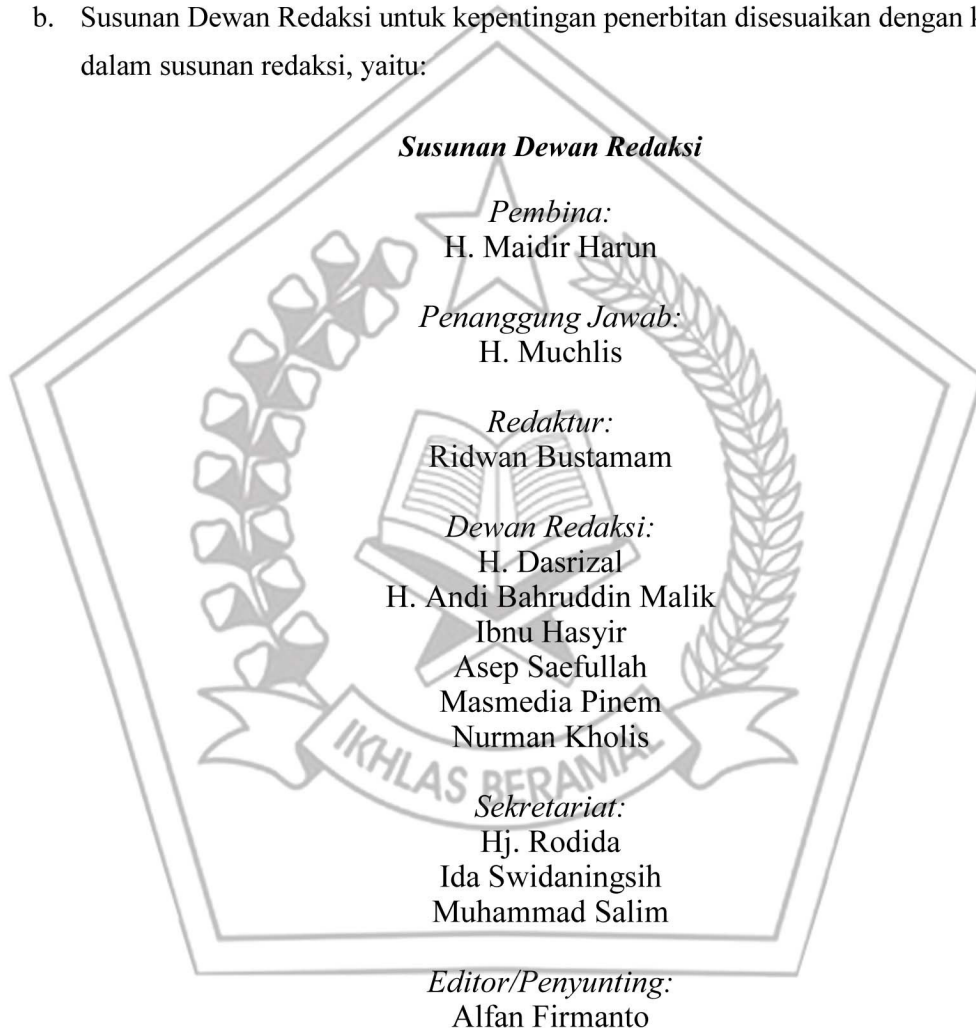 b. Susunan Dewan Redaksi untuk kepentingan penerbitan disesuaikan dengan
dalam susunan redaksi, yaitu:
Susunan Dewan Redaksi
Pembina:
H. Maidir Harun
Penanggung Jawab:
H. Muchlis
Redaktur:
Ridwan Bustamam
Dewan Redaksi:
H. Dasrizal
H. Andi Bahruddin Malik
Ibnu Hasyir
Asep Saefullah
Masmedia Pinem
Nurman Kholis
IKHLAS BERAMAL
Sekretariat:
Hj. Rodida
Ida Swidaningsih
Muhammad Salim
Editor/Penyunting:
Alfan Firmanto